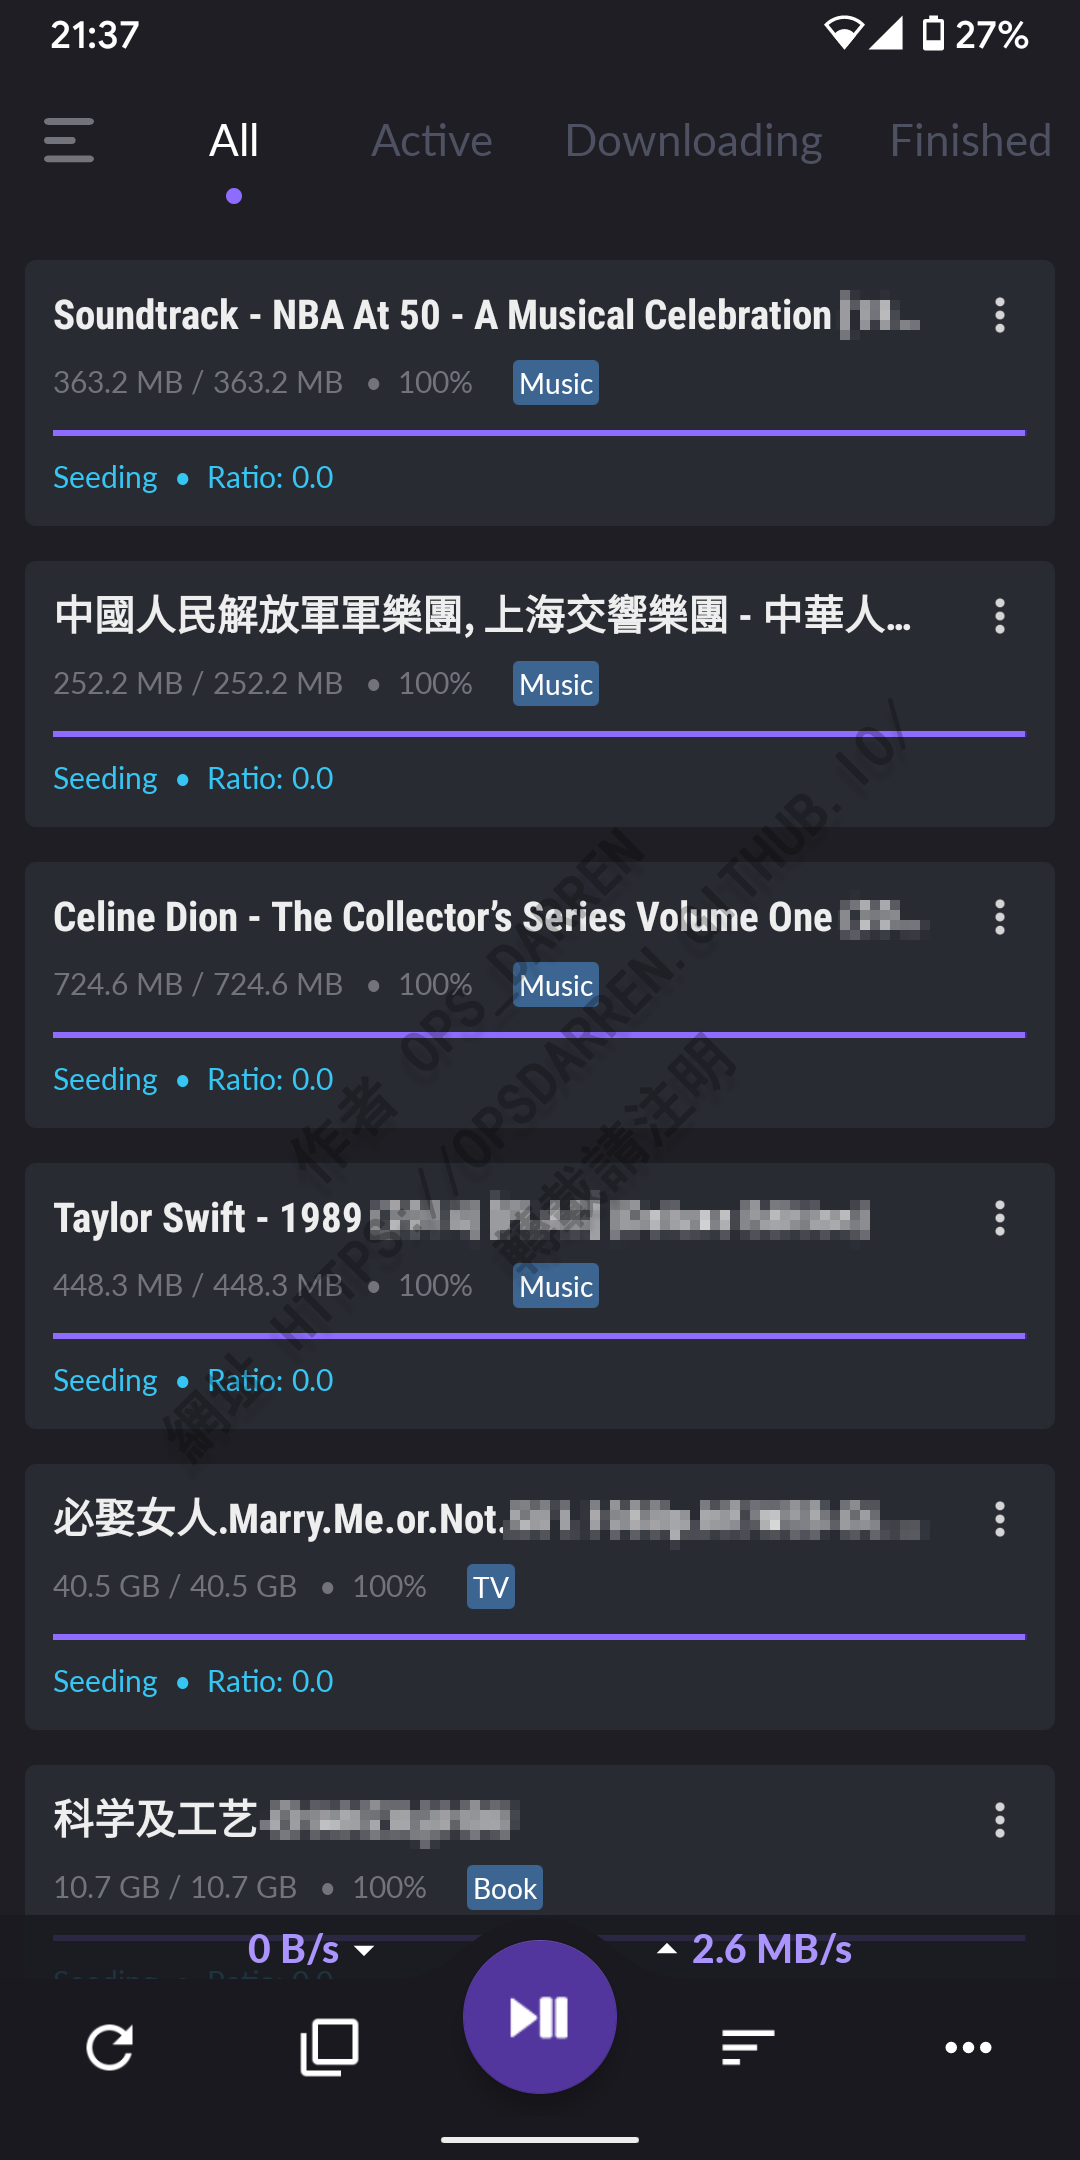 21:37
27%
All Active Downloading Finished
Soundtrack - NBA At 50 - A Musical Celebration
363.2 MB / 363.2 MB • 100% Music
Seeding • Ratio: 0.0
中國人民解放軍軍樂團, 上海交響樂團 - 中華人...
252.2 MB / 252.2 MB • 100% Music
Seeding • Ratio: 0.0
Celine Dion - The Collector’s Series Volume One
724.6 MB / 724.6 MB • 100% Music
Seeding • Ratio: 0.0
Taylor Swift - 1989
448.3 MB / 448.3 MB • 100% Music
Seeding • Ratio: 0.0
必娶女人.Marry.Me.or.Not.
40.5 GB / 40.5 GB • 100% TV
Seeding • Ratio: 0.0
科学及工艺
10.7 GB / 10.7 GB • 100% Book
Seeding • Ratio: 0.0
0 B/s 2.6 MB/s
作者 OPS_DARREN
網址 HTTPS://OPSDARREN.GITHUB.IO/
轉載請注明